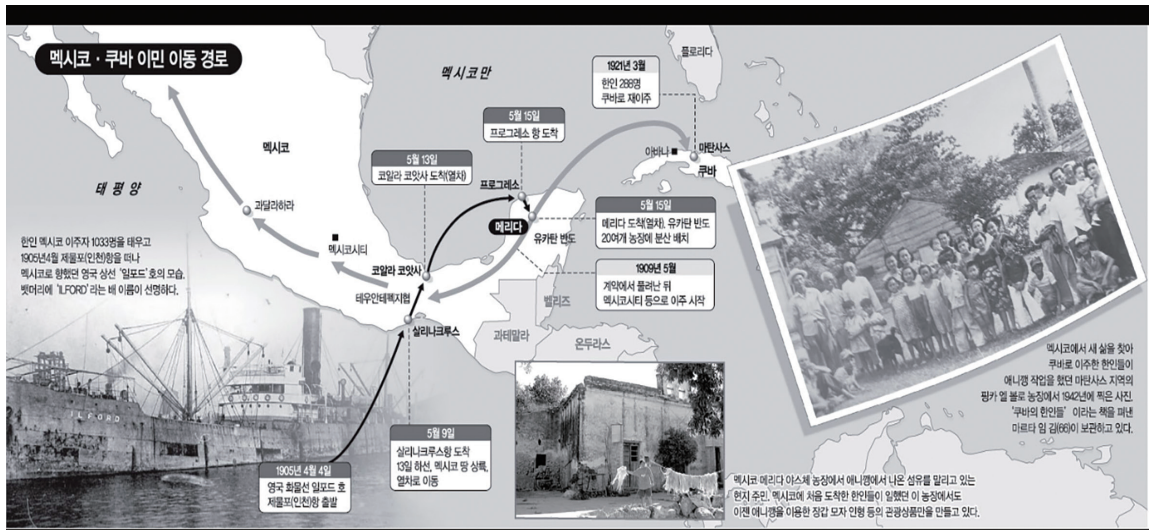 멕시코 · 쿠바 이민 이동 경로
멕시코만
플로리다
1921년 3월
한인 288명
쿠바로 재이주
5월 15일
프로그레소 항 도착
멕시코
5월 13일
코알라 코앗사 도착(열차)
아바나
마탄사스
쿠바
태평양
프로그레소
과달라하라
메리다
5월 15일
메리다 도착(열차). 유카탄 반도
20여개 농장에 분산 배치
유카탄 반도
멕시코시티
한인 멕시코 이주자 1033명을 태우고
1905년4월 제물포(인천)항을 떠나
멕시코로 향했던 영국 상선 '일포드'호의 모습.
뱃머리에 'ILFORD'라는 배 이름이 선명하다.
코알라 코앗사
1909년 5월
계약에서 풀려난 뒤
멕시코시티 등으로 이주 시작
테우안테펙지협
벨리즈
살리나크루스
과테말라
온두라스
멕시코에서 새 삶을 찾아
쿠바로 이주한 한인들이
애니깽 작업을 했던 마탄사스 지역의
핑카 엘 볼로 농장에서 1942년에 찍은 사진.
'쿠바의 한인들' 이라는 책을 펴낸
마르타 임 김(66)이 보관하고 있다.
ILFORD
5월 9일
살리나크루스항 도착
13일 하선, 멕시코 땅 상륙,
열차로 이동
1905년 4월 4일
영국 화물선 일포드 호
제물포(인천)항 출발
멕시코 메리다 야스체 농장에서 애니깽에서 나온 섬유를 말리고 있는
현지 주민. 멕시코에 처음 도착한 한인들이 일했던 이 농장에서도
이젠 애니깽을 이용한 장갑 모자 인형 등의 관광상품만을 만들고 있다.